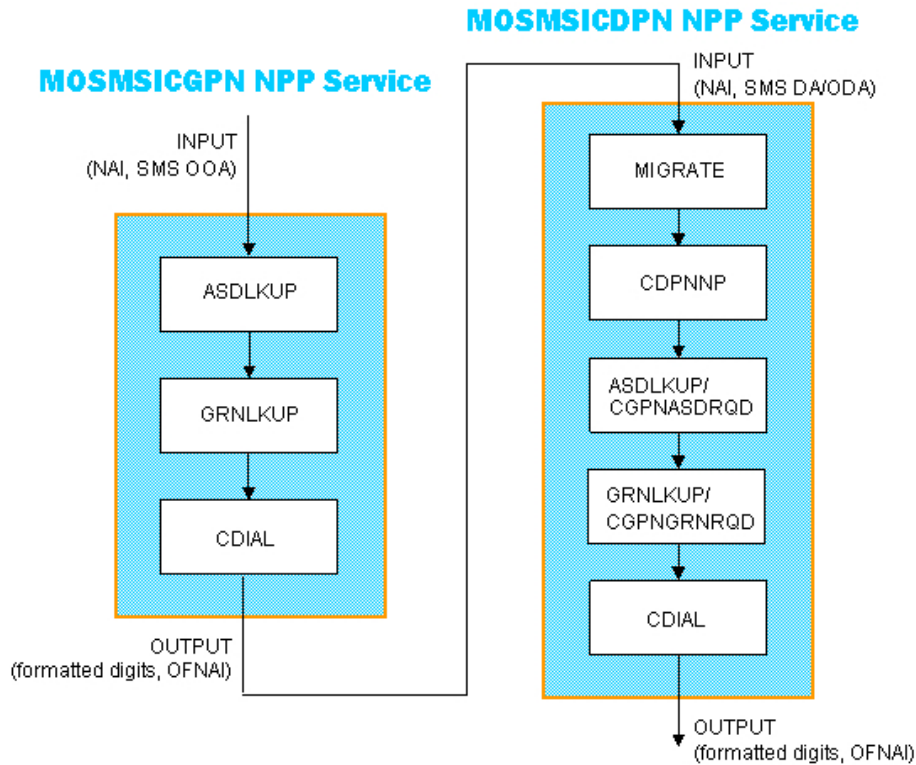 MOSMSICGPN NPP Service
INPUT
(NAI, SMS OOA)
ASDLKUP
GRNLKUP
CDIAL
OUTPUT
(formatted digits, OFNAI)
MOSMSICDPN NPP Service
INPUT
(NAI, SMS DA/ODA)
MIGRATE
CDPNNP
ASDLKUP/
CGPNASDRQD
GRNLKUP/
CGPNGRNRQD
CDIAL
OUTPUT
(formatted digits, OFNAI)